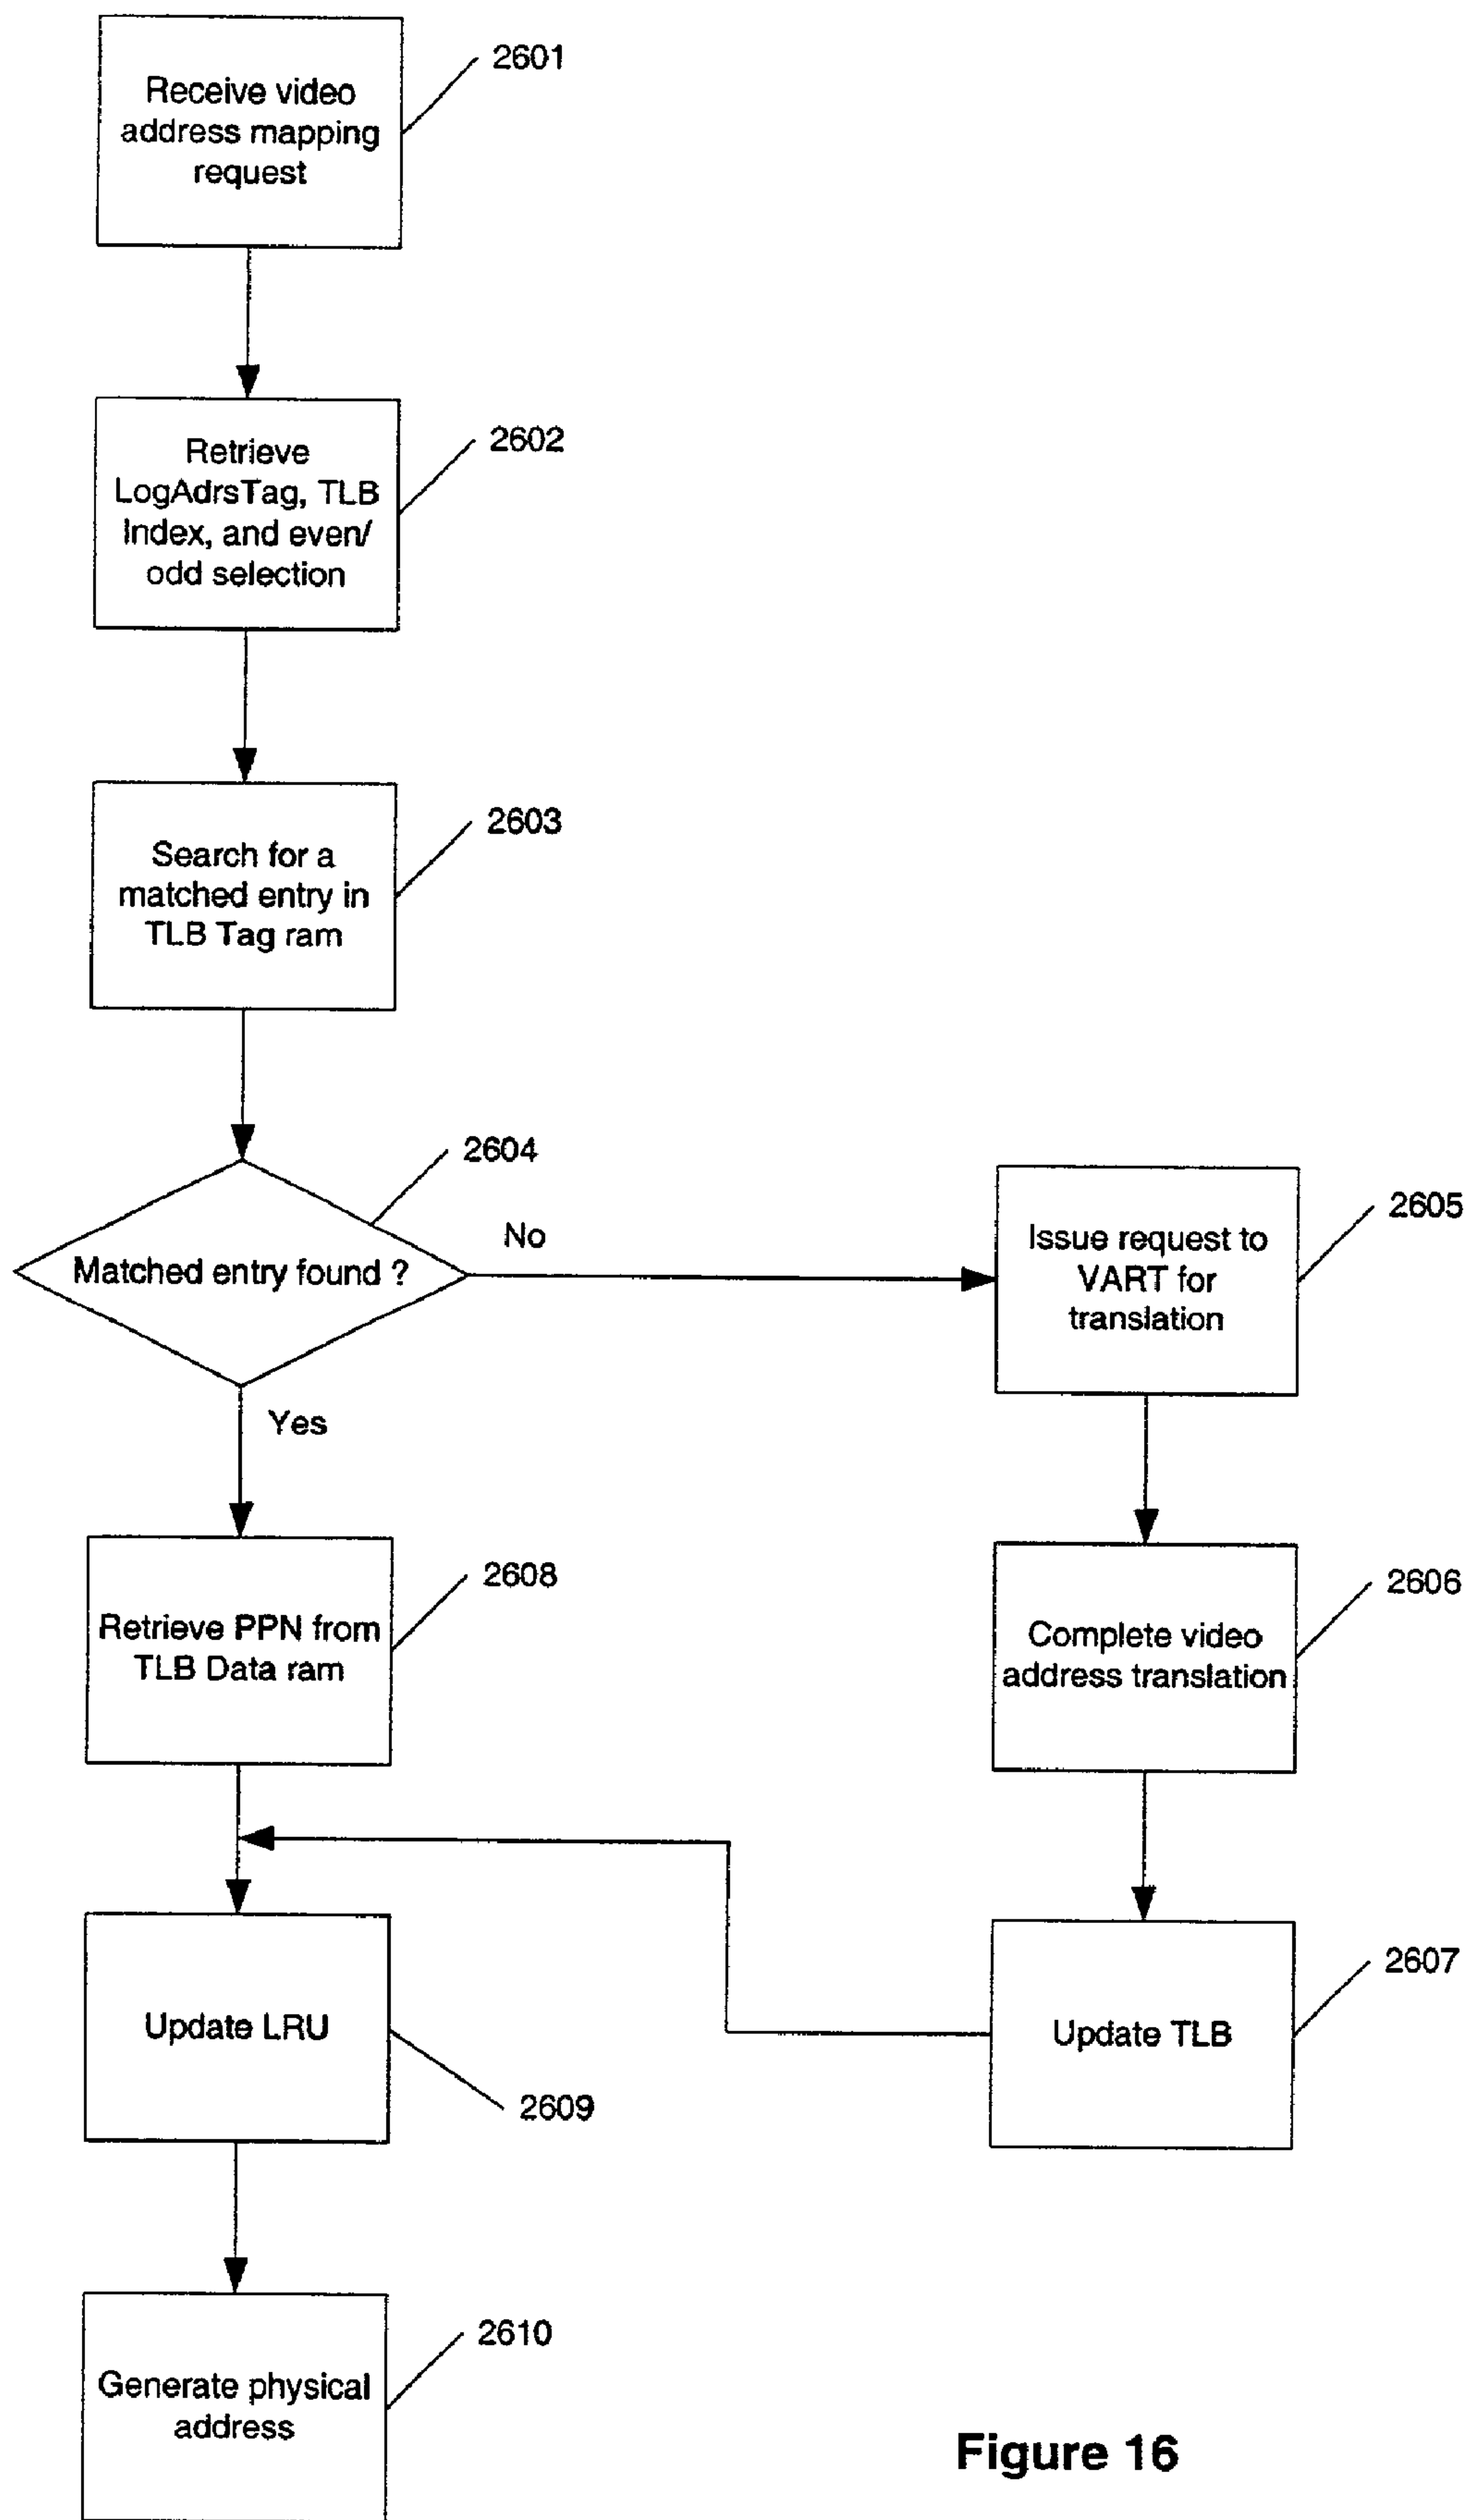 Receive video
address mapping
request
2601
Retrieve
LogAdrsTag, TLB
Index, and even/
odd selection
2602
Search for a
matched entry in
TLB Tag ram
2603
Matched entry found ?
2604
No
Yes
Issue request to
VART for
translation
2605
Complete video
address translation
2606
Update TLB
2607
Retrieve PPN from
TLB Data ram
2608
Update LRU
2609
Generate physical
address
2610
Figure 16